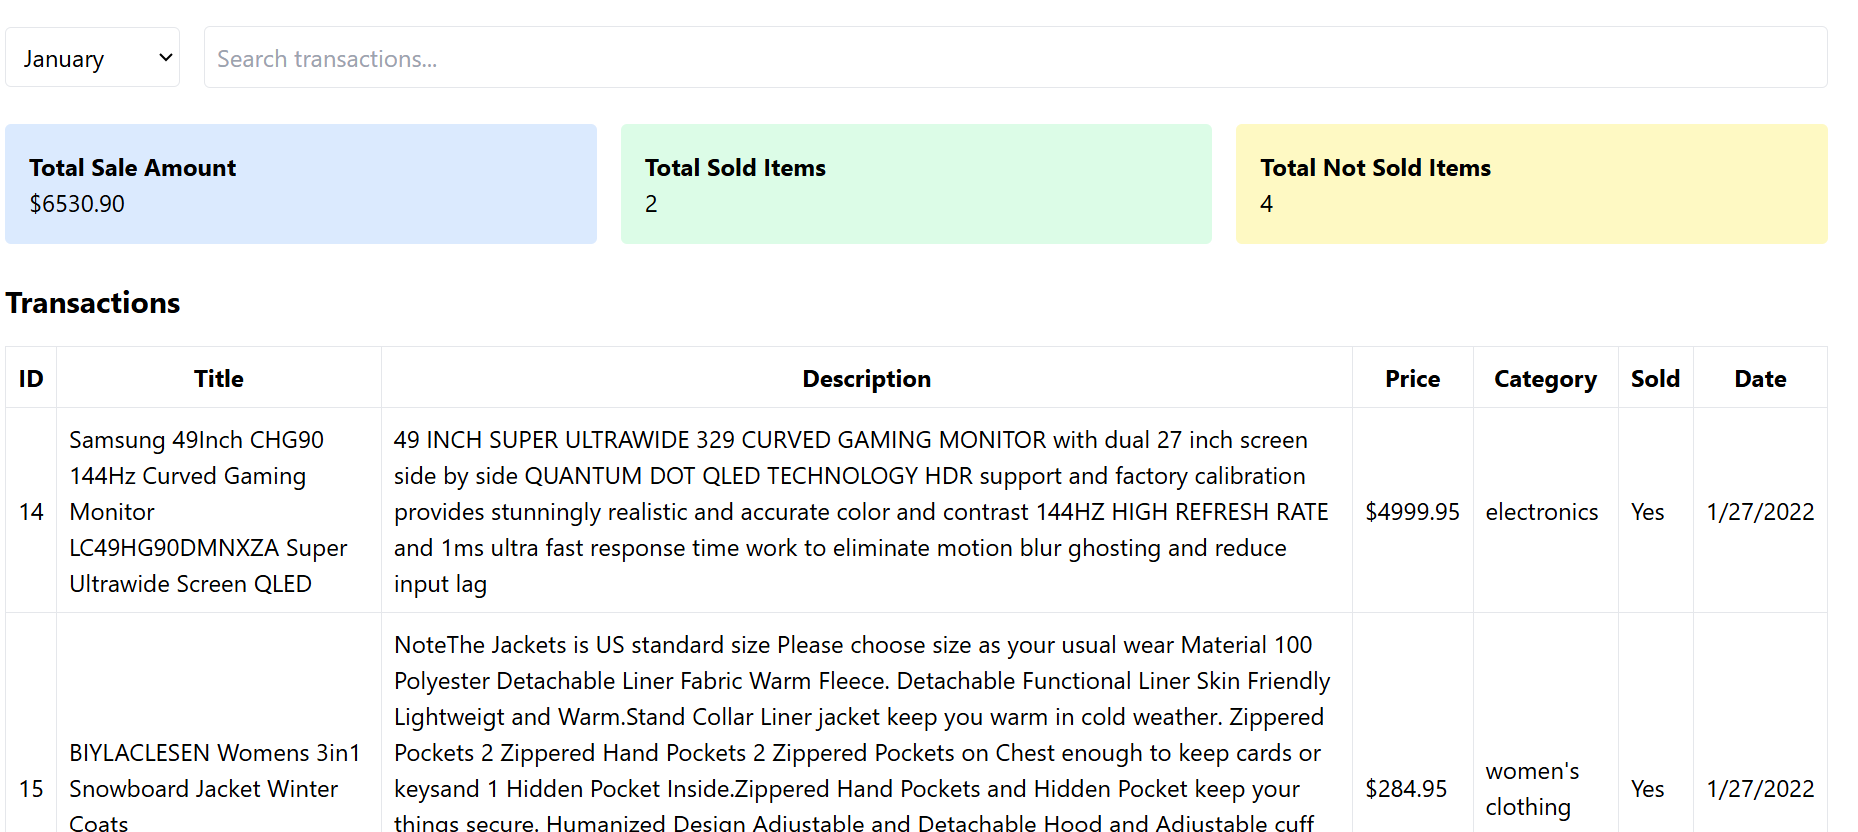 January
Search transactions...
Total Sale Amount
$6530.90
Total Sold Items
2
Total Not Sold Items
4
Transactions
ID Title Description Price Category Sold Date
14
Samsung 49Inch CHG90
144Hz Curved Gaming
Monitor
LC49HG90DMNXZA Super
Ultrawide Screen QLED
49 INCH SUPER ULTRAWIDE 329 CURVED GAMING MONITOR with dual 27 inch screen
side by side QUANTUM DOT QLED TECHNOLOGY HDR support and factory calibration
provides stunningly realistic and accurate color and contrast 144HZ HIGH REFRESH RATE
and 1ms ultra fast response time work to eliminate motion blur ghosting and reduce
input lag
$4999.95
electronics
Yes
1/27/2022
15
BIYLACLESEN Womens 3in1
Snowboard Jacket Winter
Coats
NoteThe Jackets is US standard size Please choose size as your usual wear Material 100
Polyester Detachable Liner Fabric Warm Fleece. Detachable Functional Liner Skin Friendly
Lightweigt and Warm.Stand Collar Liner jacket keep you warm in cold weather. Zippered
Pockets 2 Zippered Hand Pockets 2 Zippered Pockets on Chest enough to keep cards or
keysand 1 Hidden Pocket Inside.Zippered Hand Pockets and Hidden Pocket keep your
things secure. Humanized Design Adjustable and Detachable Hood and Adjustable cuff
$284.95
women's
clothing
Yes
1/27/2022